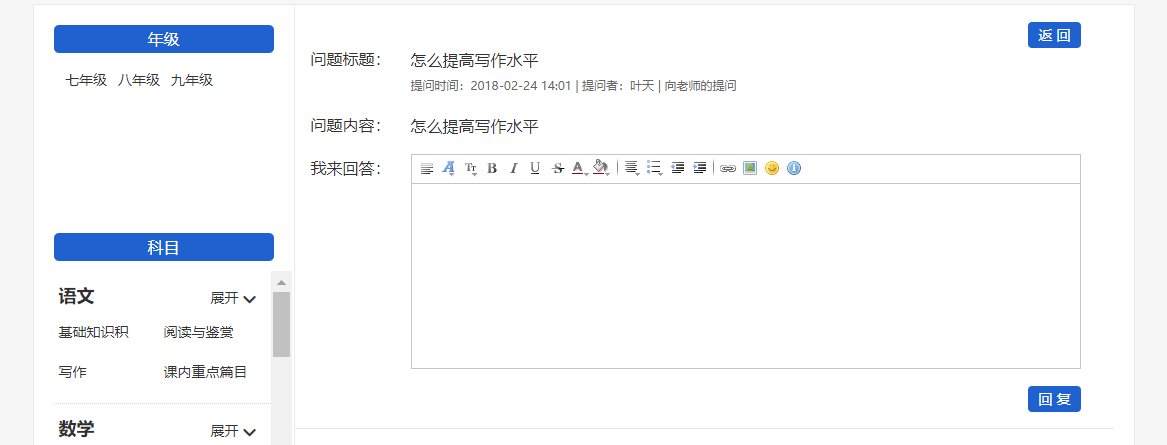 年级
七年级 八年级 九年级
科目
语文 展开
基础知识积 阅读与鉴赏
写作 课内重点篇目
数学 展开
返 回
问题标题： 怎么提高写作水平
提问时间：2018-02-24 14:01 | 提问者：叶天 | 向老师的提问
问题内容： 怎么提高写作水平
我来回答：
回 复